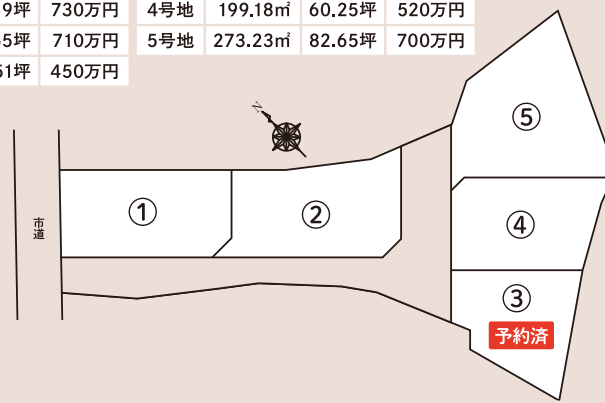 9坪 730万円 4号地 199.18㎡ 60.25坪 520万円
5坪 710万円 5号地 273.23㎡ 82.65坪 700万円
51坪 450万円
N
⑤
① ② ④
市道
③
予約済